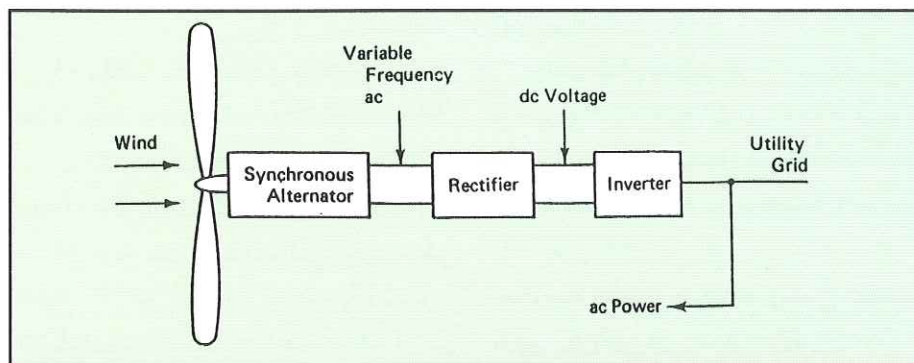 Variable
Frequency
ac
dc Voltage
Wind
Utility
Grid
Synchronous
Alternator
Rectifier
Inverter
ac Power